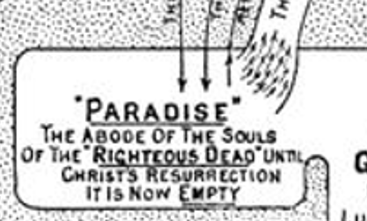 "PARADISE"
THE ABODE OF THE SOULS
OF THE "RIGHTEOUS DEAD" UNTIL
CHRIST'S RESURRECTION
IT IS NOW EMPTY